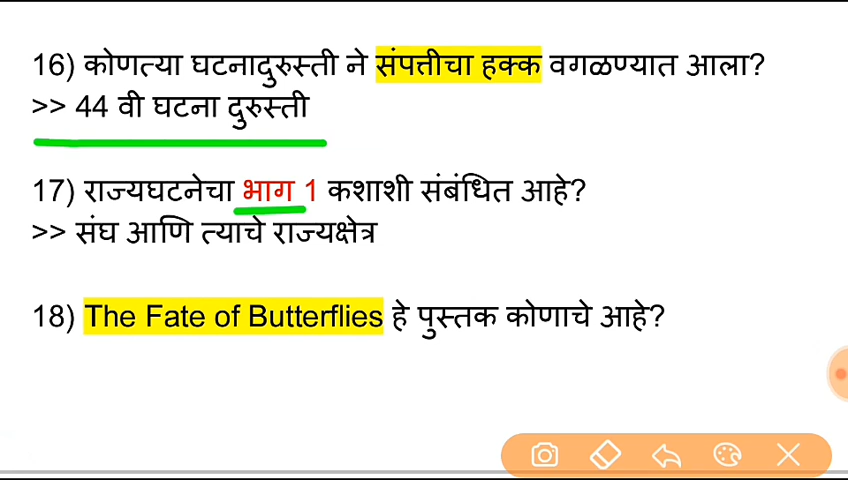 16) कोणत्या घटनादुरुस्ती ने संपत्तीचा हक्क वगळण्यात आला?
>> 44 वी घटना दुरुस्ती
17) राज्यघटनेचा भाग 1 कशाशी संबंधित आहे?
>> संघ आणि त्याचे राज्यक्षेत्र
18) The Fate of Butterflies हे पुस्तक कोणाचे आहे?